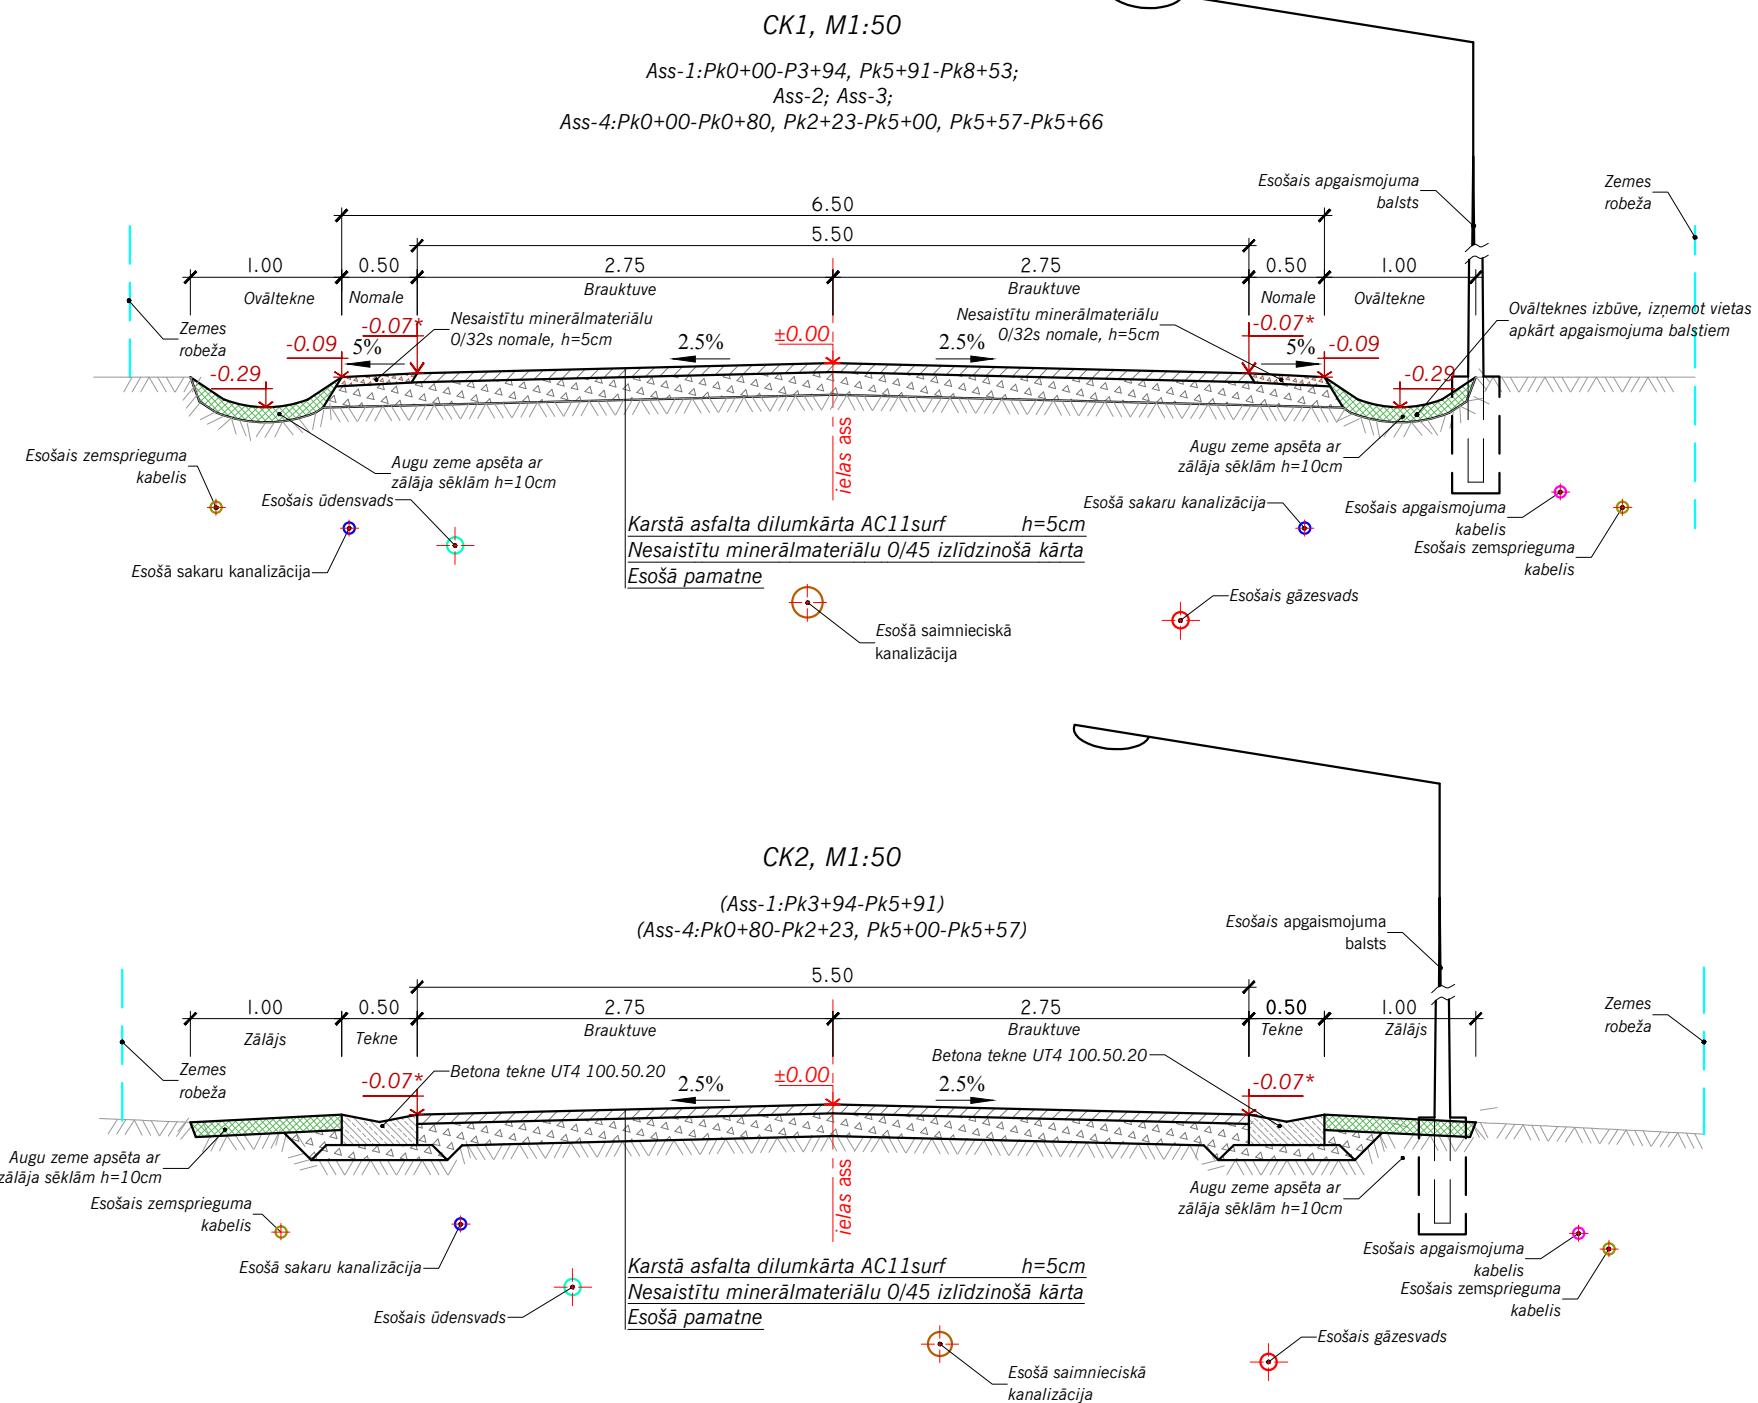 CK1, M1:50
Ass-1:Pk0+00-P3+94, Pk5+91-Pk8+53;
Ass-2; Ass-3;
Ass-4:Pk0+00-Pk0+80, Pk2+23-Pk5+00, Pk5+57-Pk5+66
Esošais apgaismojuma
balsts
Zemes
robeža
6.50
5.50
1.00
0.50
2.75
2.75
0.50
1.00
Ovāltekne
Nomale
Brauktuve
Brauktuve
Nomale
Ovāltekne
Zemes
robeža
Nesaistītu minerālmateriālu
0/32s nomale, h=5cm
Nesaistītu minerālmateriālu
0/32s nomale, h=5cm
Ovālteknes izbūve, izņemot vietas
apkārt apgaismojuma balstiem
-0.29
-0.09
5%
-0.07*
2.5%
±0.00
2.5%
-0.07*
5%
-0.09
-0.29
ielas ass
Esošais zemsprieguma
kabelis
Augu zeme apsēta ar
zālāja sēklām h=10cm
Esošais ūdensvads
Esošā sakaru kanalizācija
Augu zeme apsēta ar
zālāja sēklām h=10cm
Esošā sakaru kanalizācija
Esošais apgaismojuma
kabelis
Esošais zemsprieguma
kabelis
Karstā asfalta dilumkārta AC11surf h=5cm
Nesaistītu minerālmateriālu 0/45 izlīdzinošā kārta
Esošā pamatne
Esošais gāzesvads
Esošā saimnieciskā
kanalizācija
CK2, M1:50
(Ass-1:Pk3+94-Pk5+91)
(Ass-4:Pk0+80-Pk2+23, Pk5+00-Pk5+57)
Esošais apgaismojuma
balsts
Zemes
robeža
5.50
1.00
0.50
2.75
2.75
0.50
1.00
Zālājs
Tekne
Brauktuve
Brauktuve
Tekne
Zālājs
Zemes
robeža
Betona tekne UT4 100.50.20
Betona tekne UT4 100.50.20
-0.07*
2.5%
±0.00
2.5%
-0.07*
ielas ass
Augu zeme apsēta ar
zālāja sēklām h=10cm
Esošais zemsprieguma
kabelis
Esošā sakaru kanalizācija
Esošais ūdensvads
Augu zeme apsēta ar
zālāja sēklām h=10cm
Esošais apgaismojuma
kabelis
Esošais zemsprieguma
kabelis
Karstā asfalta dilumkārta AC11surf h=5cm
Nesaistītu minerālmateriālu 0/45 izlīdzinošā kārta
Esošā pamatne
Esošais gāzesvads
Esošā saimnieciskā
kanalizācija